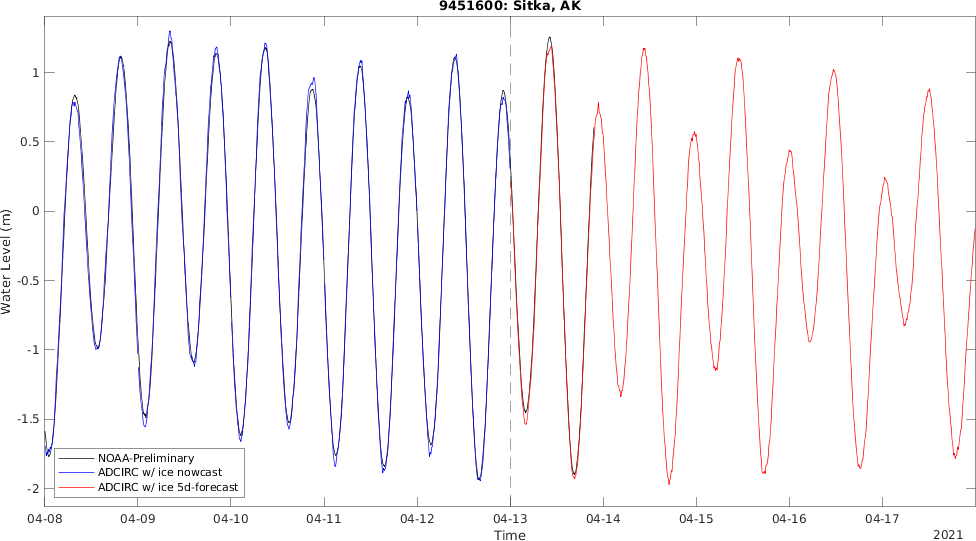 9451600: Sitka, AK
1
0.5
0
-0.5
-1
-1.5
-2
Water Level (m)
NOAA-Preliminary
ADCIRC w/ ice nowcast
ADCIRC w/ ice 5d-forecast
04-08 04-09 04-10 04-11 04-12 04-13 04-14 04-15 04-16 04-17
Time
2021